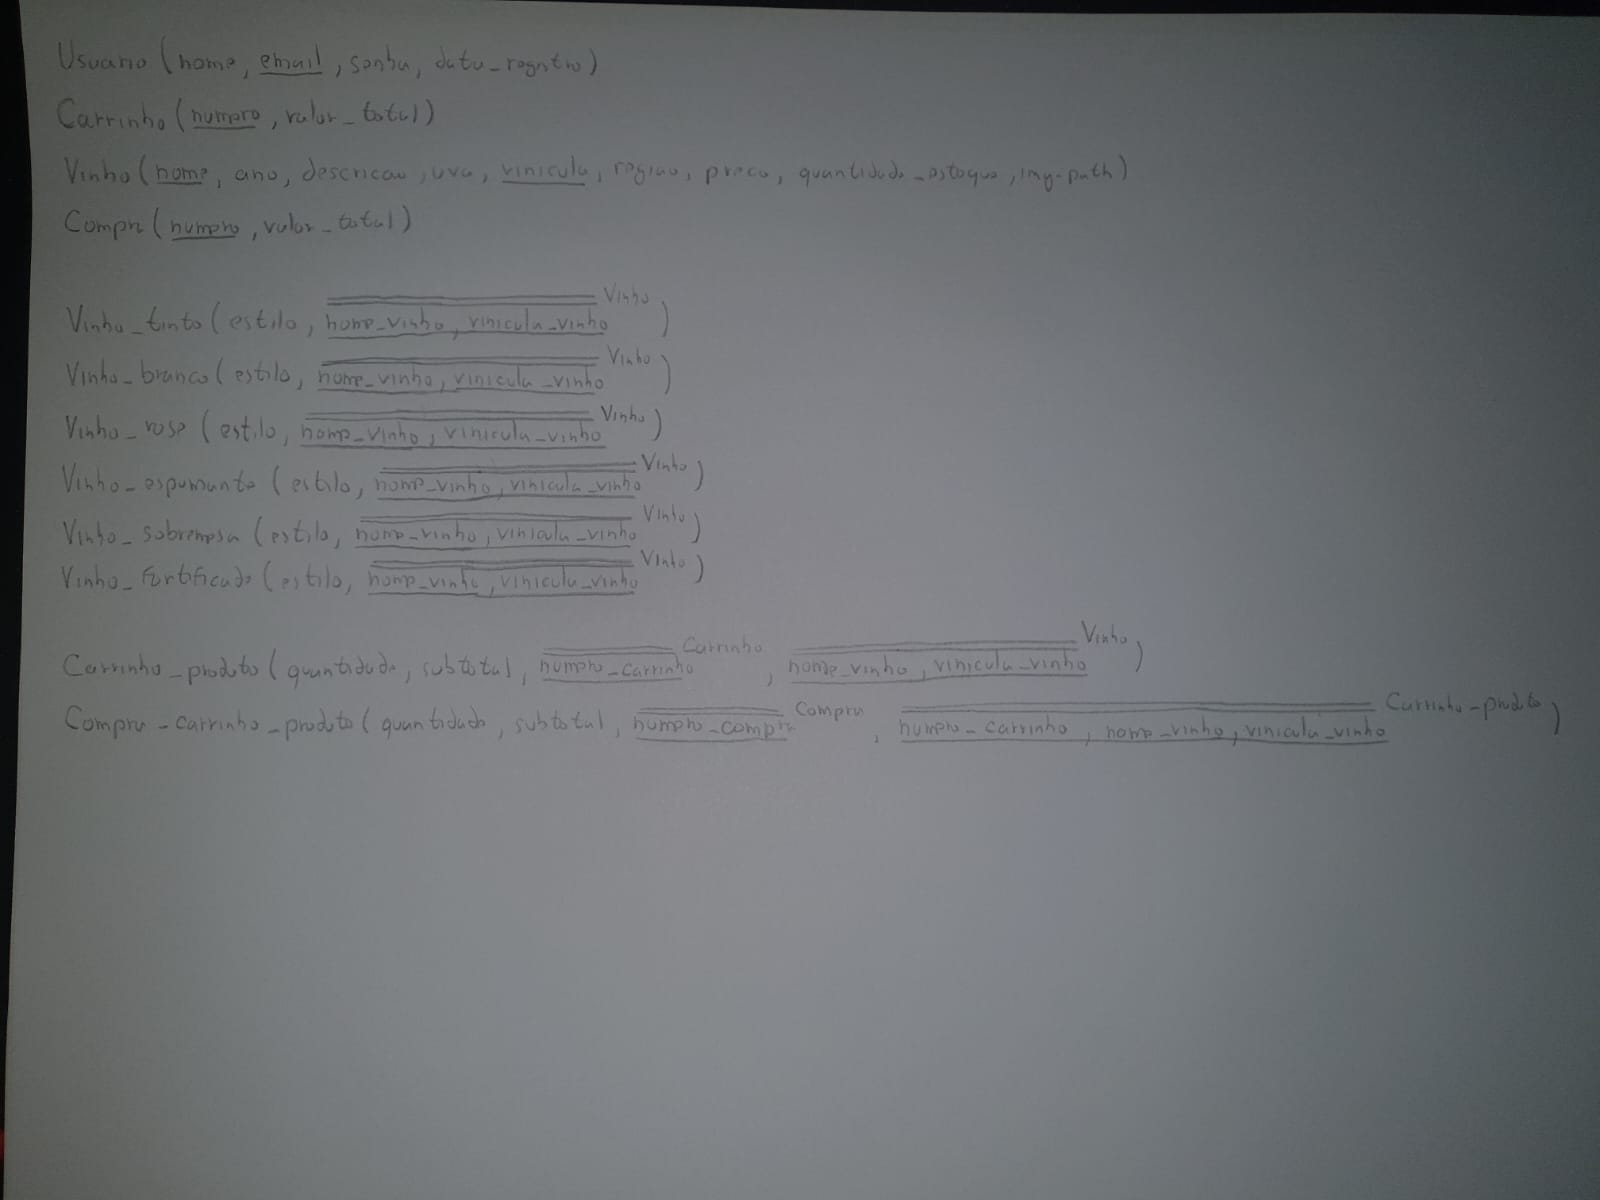 Usuario (nome, email, senha, data_registro)
Carrinho (numero, valor_total)
Vinho (nome, ano, descricao, uva, vinicula, regiao, preco, quantidade_estoque, img-path)
Compra (numero, valor_total)
Vinho_tinto (estilo, nome_vinho, vinicula_vinho Vinho)
Vinho_branco (estilo, nome_vinho, vinicula_vinho Vinho)
Vinho_rose (estilo, nome_vinho, vinicula_vinho Vinho)
Vinho_espumante (estilo, nome_vinho, vinicula_vinho Vinho)
Vinho_sobremesa (estilo, nome_vinho, vinicula_vinho Vinho)
Vinho_fortificado (estilo, nome_vinho, vinicula_vinho Vinho)
Carrinho_produto (quantidade, subtotal, numero_carrinho Carrinho, nome_vinho, vinicula_vinho Vinho)
Compra_carrinho_produto (quantidade, subtotal, numero_compra Compra, numero_carrinho, nome_vinho, vinicula_vinho Carrinho_produto)